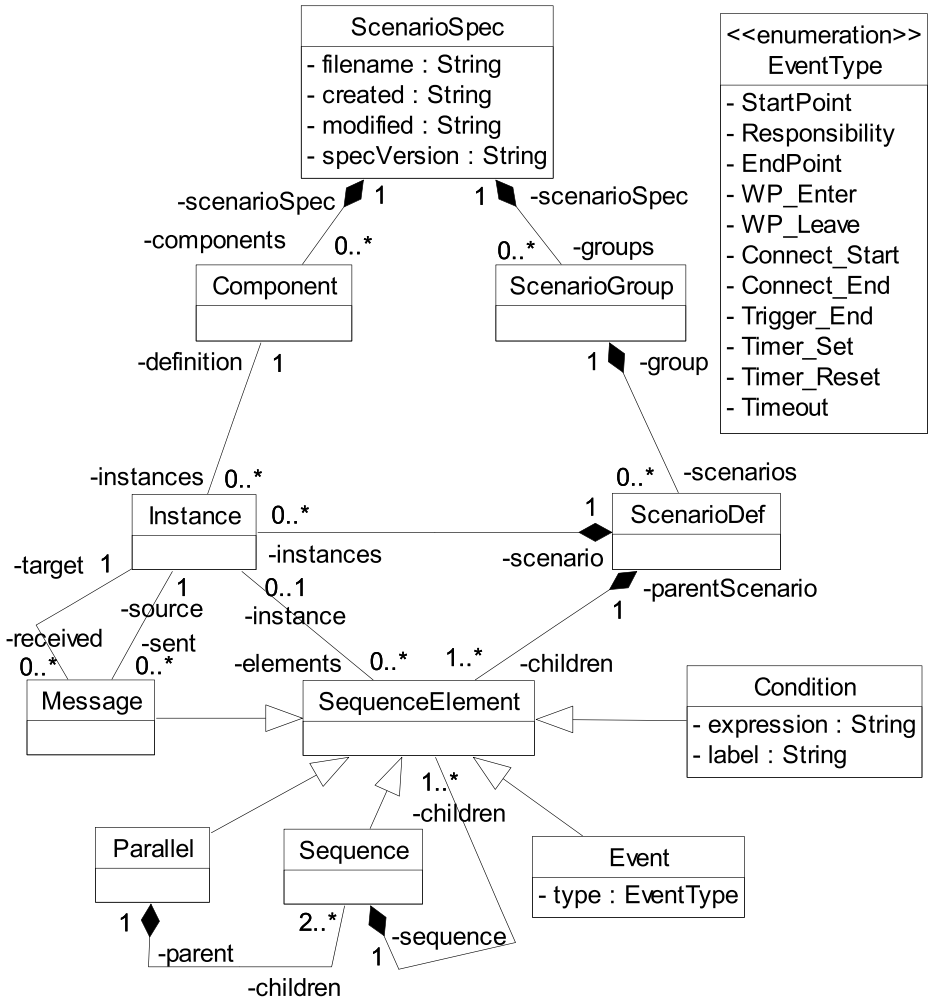 ScenarioSpec
- filename : String
- created : String
- modified : String
- specVersion : String
<<enumeration>>
EventType
- StartPoint
- Responsibility
- EndPoint
- WP_Enter
- WP_Leave
- Connect_Start
- Connect_End
- Trigger_End
- Timer_Set
- Timer_Reset
- Timeout
-scenarioSpec
1
1
-scenarioSpec
-components
0..*
0..*
-groups
Component
ScenarioGroup
-definition
1
1
-group
-instances
0..*
0..*
-scenarios
Instance
0..*
-instances
1
-scenario
ScenarioDef
-target
1
1
-source
0..1
-instance
1
-parentScenario
-received
0..*
-sent
0..*
-elements
0..*
1..*
-children
Message
SequenceElement
Condition
- expression : String
- label : String
1..*
-children
Parallel
Sequence
Event
- type : EventType
1
-parent
2..*
-children
1
-sequence